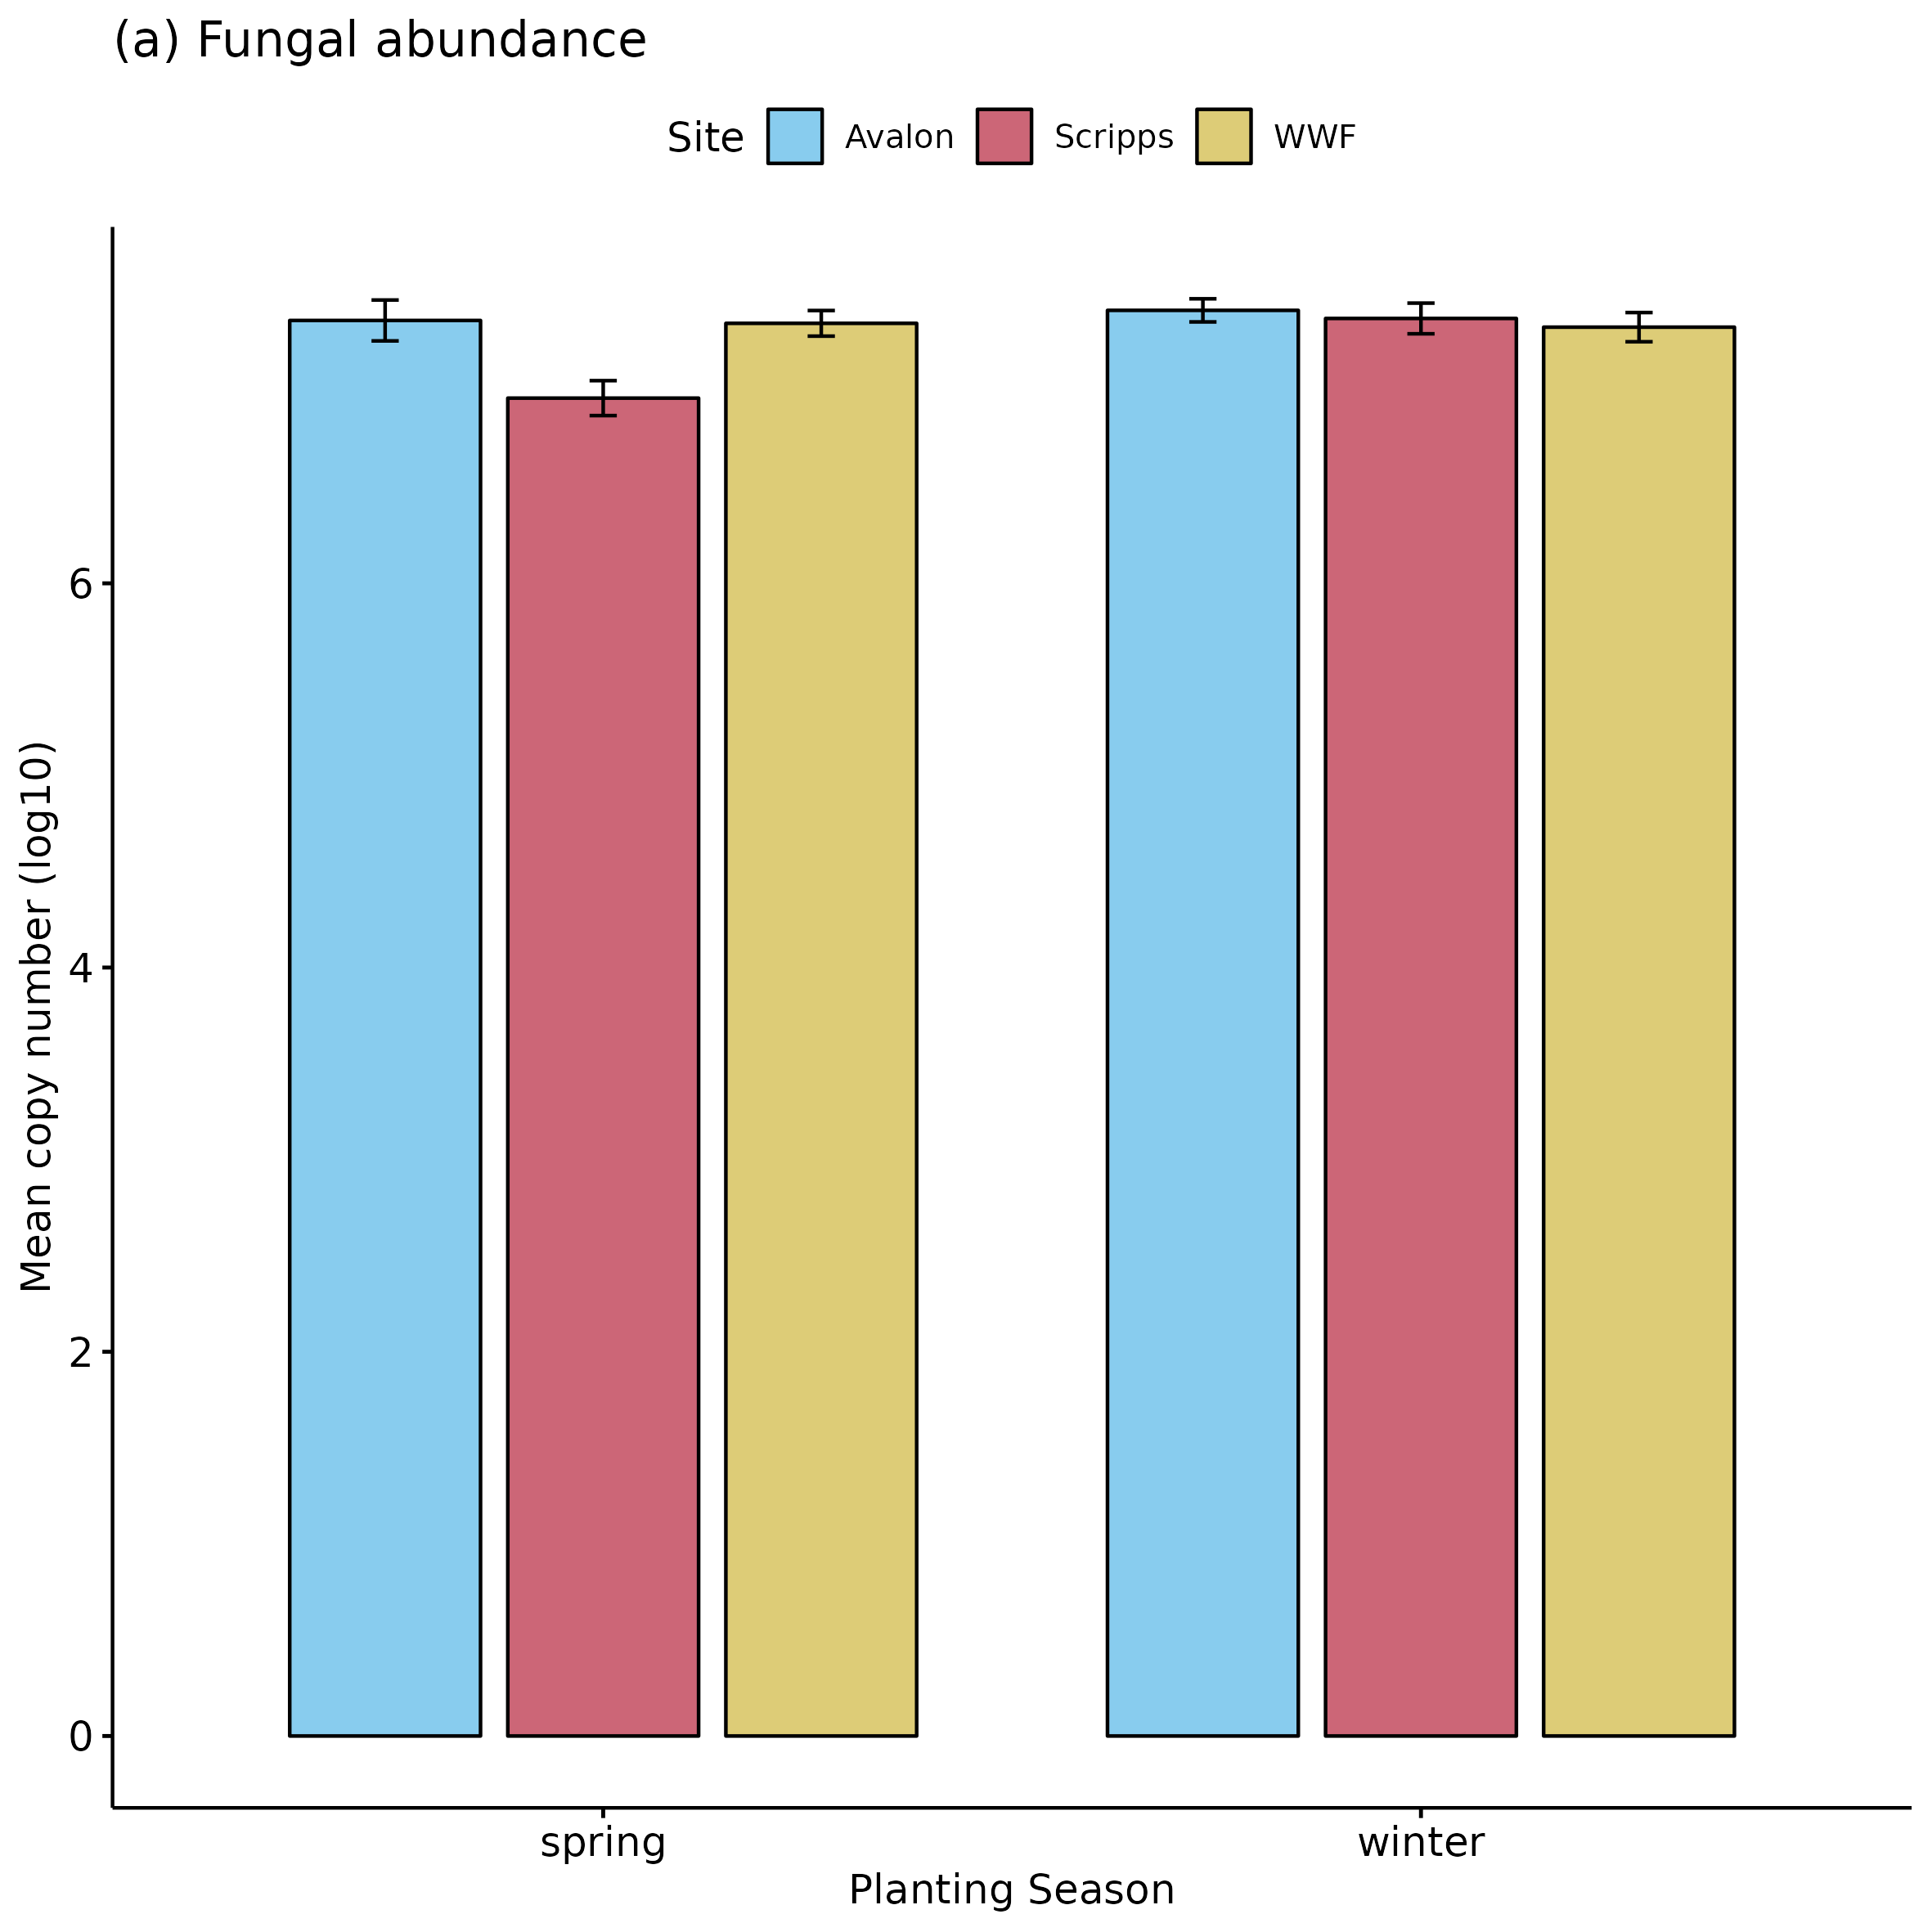 (a) Fungal abundance
Site Avalon Scripps WWF
Mean copy number (log10)
6
4
2
0
spring winter
Planting Season